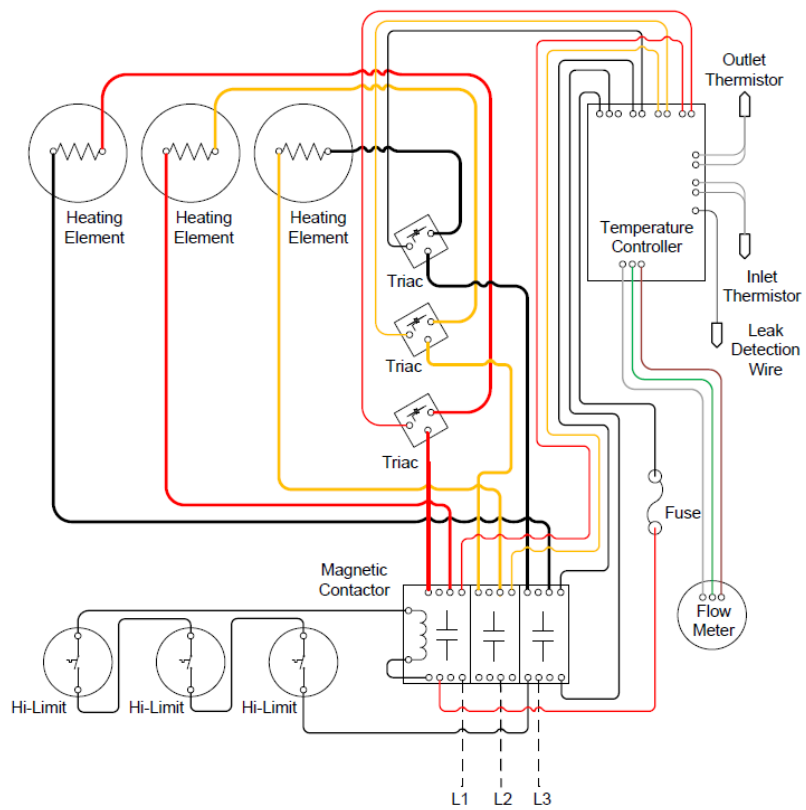 Outlet
Thermistor
Heating
Element
Heating
Element
Heating
Element
Temperature
Controller
Triac
Inlet
Thermistor
Leak
Detection
Wire
Triac
Triac
Fuse
Magnetic
Contactor
Flow
Meter
Hi-Limit
Hi-Limit
Hi-Limit
L1
L2
L3